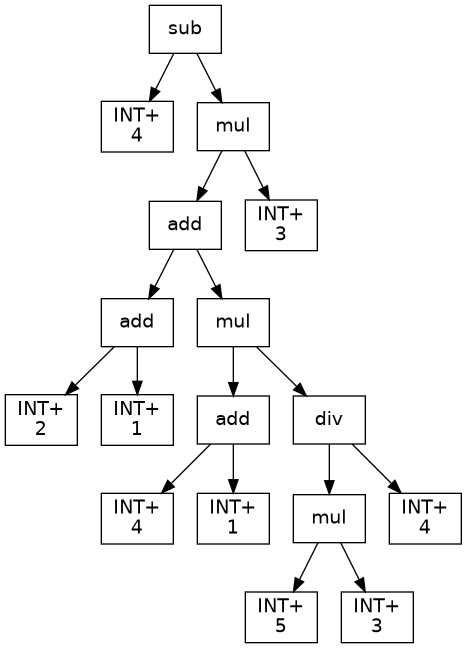 sub
INT+
4
mul
add
INT+
3
add
mul
INT+
2
INT+
1
add
div
INT+
4
INT+
1
mul
INT+
4
INT+
5
INT+
3